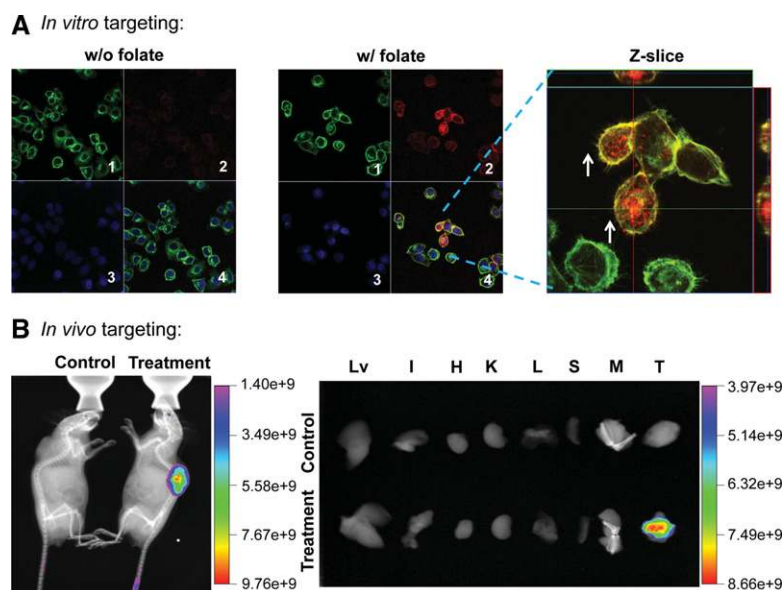 A In vitro targeting:
w/o folate w/ folate Z-slice
1 2 1 2
3 4 3 4
B In vivo targeting:
Control Treatment Lv I H K L S M T
1.40e+9
3.49e+9
5.58e+9
7.67e+9
9.76e+9
Control
Treatment
3.97e+9
5.14e+9
6.32e+9
7.49e+9
8.66e+9